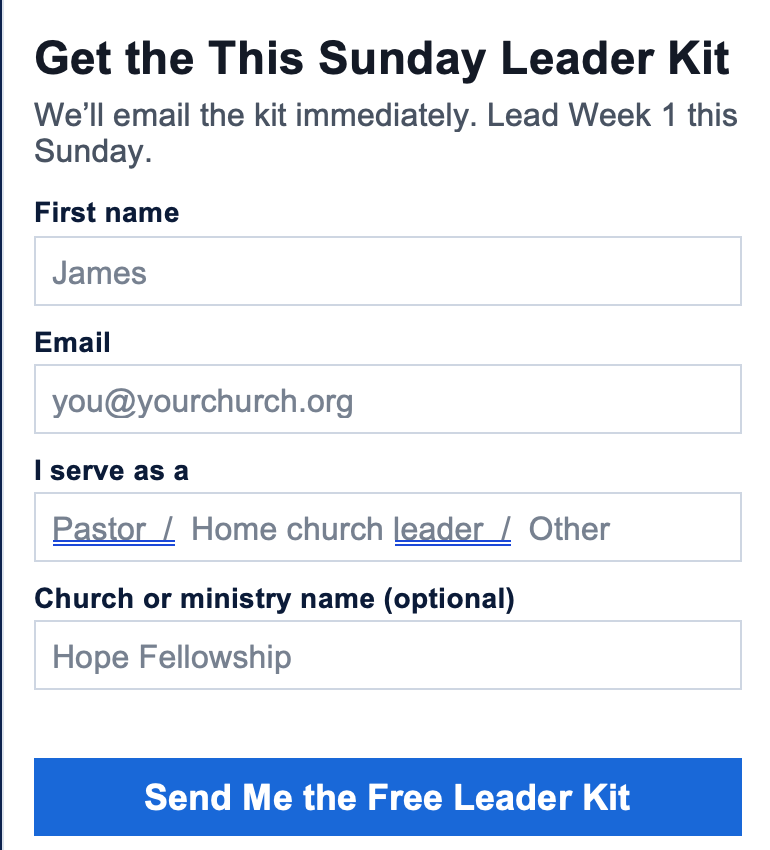 Get the This Sunday Leader Kit
We’ll email the kit immediately. Lead Week 1 this
Sunday.
First name
James
Email
you@yourchurch.org
I serve as a
Pastor / Home church leader / Other
Church or ministry name (optional)
Hope Fellowship
Send Me the Free Leader Kit